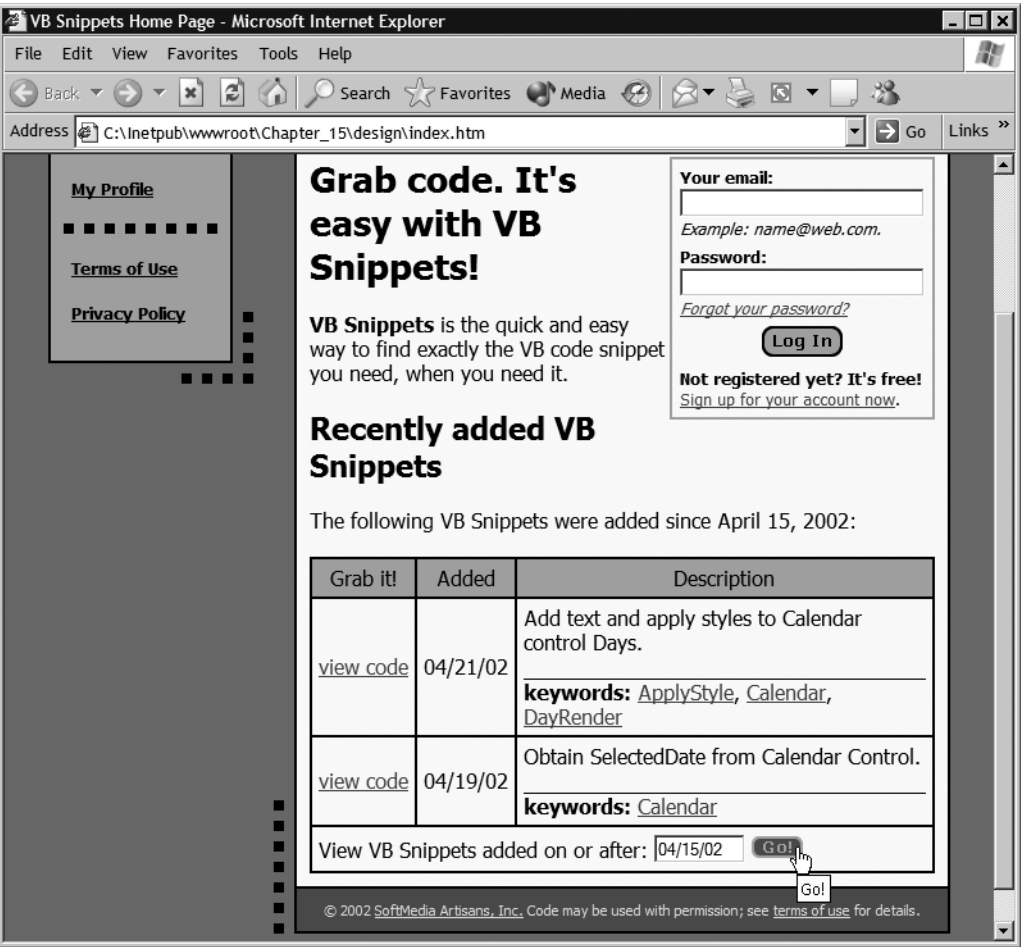 VB Snippets Home Page - Microsoft Internet Explorer
File Edit View Favorites Tools Help
Back Search Favorites Media
Address C:\Inetpub\wwwroot\Chapter_15\design\index.htm Go Links »
My Profile
Terms of Use
Privacy Policy
Grab code. It's
easy with VB
Snippets!
VB Snippets is the quick and easy
way to find exactly the VB code snippet
you need, when you need it.
Your email:
Example: name@web.com.
Password:
Forgot your password?
Log In
Not registered yet? It's free!
Sign up for your account now.
Recently added VB
Snippets
The following VB Snippets were added since April 15, 2002:
Grab it! Added Description
Add text and apply styles to Calendar
control Days.
view code 04/21/02
keywords: ApplyStyle, Calendar,
DayRender
Obtain SelectedDate from Calendar Control.
view code 04/19/02
keywords: Calendar
View VB Snippets added on or after: 04/15/02 Go!
Go!
© 2002 SoftMedia Artisans, Inc. Code may be used with permission; see terms of use for details.